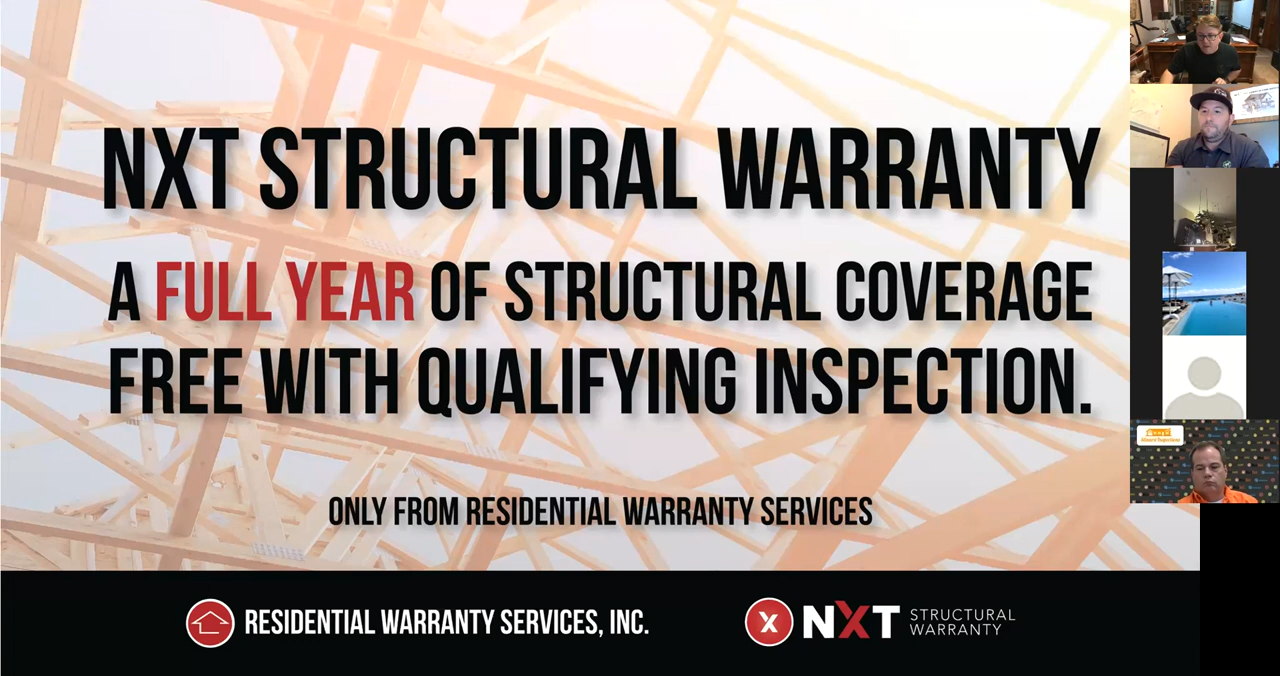 NXT STRUCTURAL WARRANTY
A FULL YEAR OF STRUCTURAL COVERAGE
FREE WITH QUALIFYING INSPECTION.
ONLY FROM RESIDENTIAL WARRANTY SERVICES
RESIDENTIAL WARRANTY SERVICES, INC.
X NXT STRUCTURAL
WARRANTY